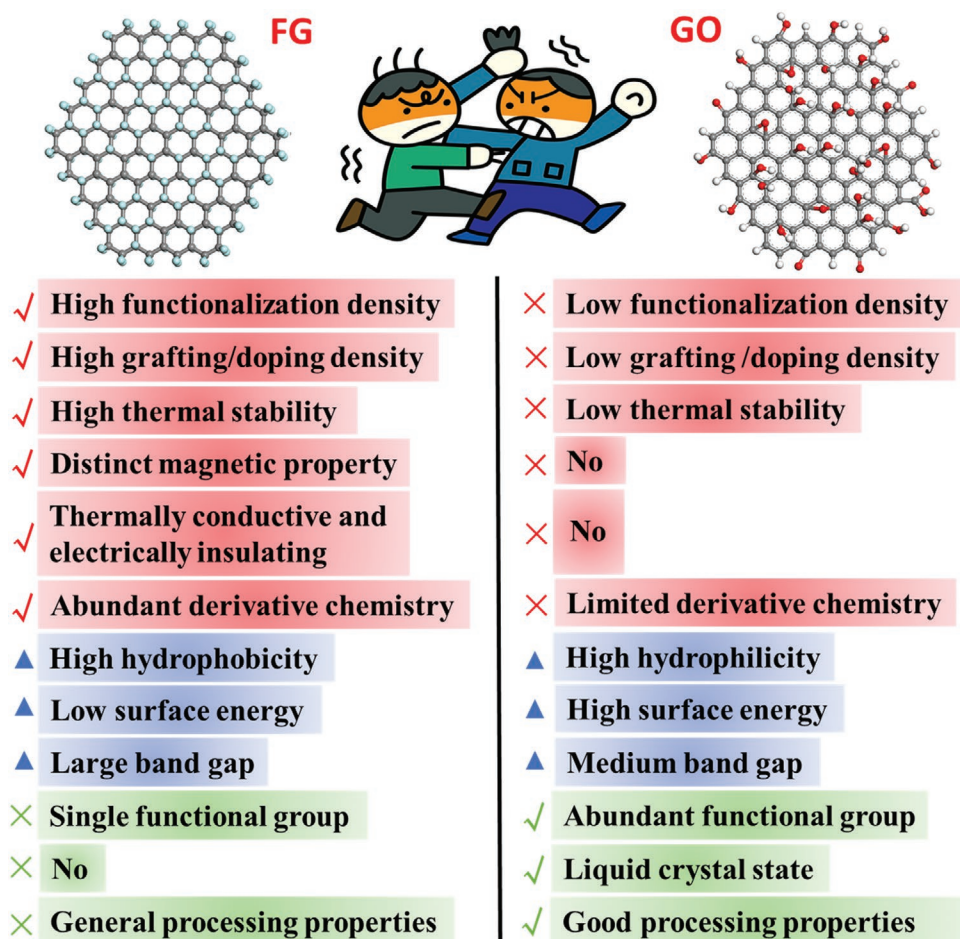 FG
GO
High functionalization density
Low functionalization density
High grafting/doping density
Low grafting /doping density
High thermal stability
Low thermal stability
Distinct magnetic property
No
Thermally conductive and
electrically insulating
No
Abundant derivative chemistry
Limited derivative chemistry
High hydrophobicity
High hydrophilicity
Low surface energy
High surface energy
Large band gap
Medium band gap
Single functional group
Abundant functional group
No
Liquid crystal state
General processing properties
Good processing properties